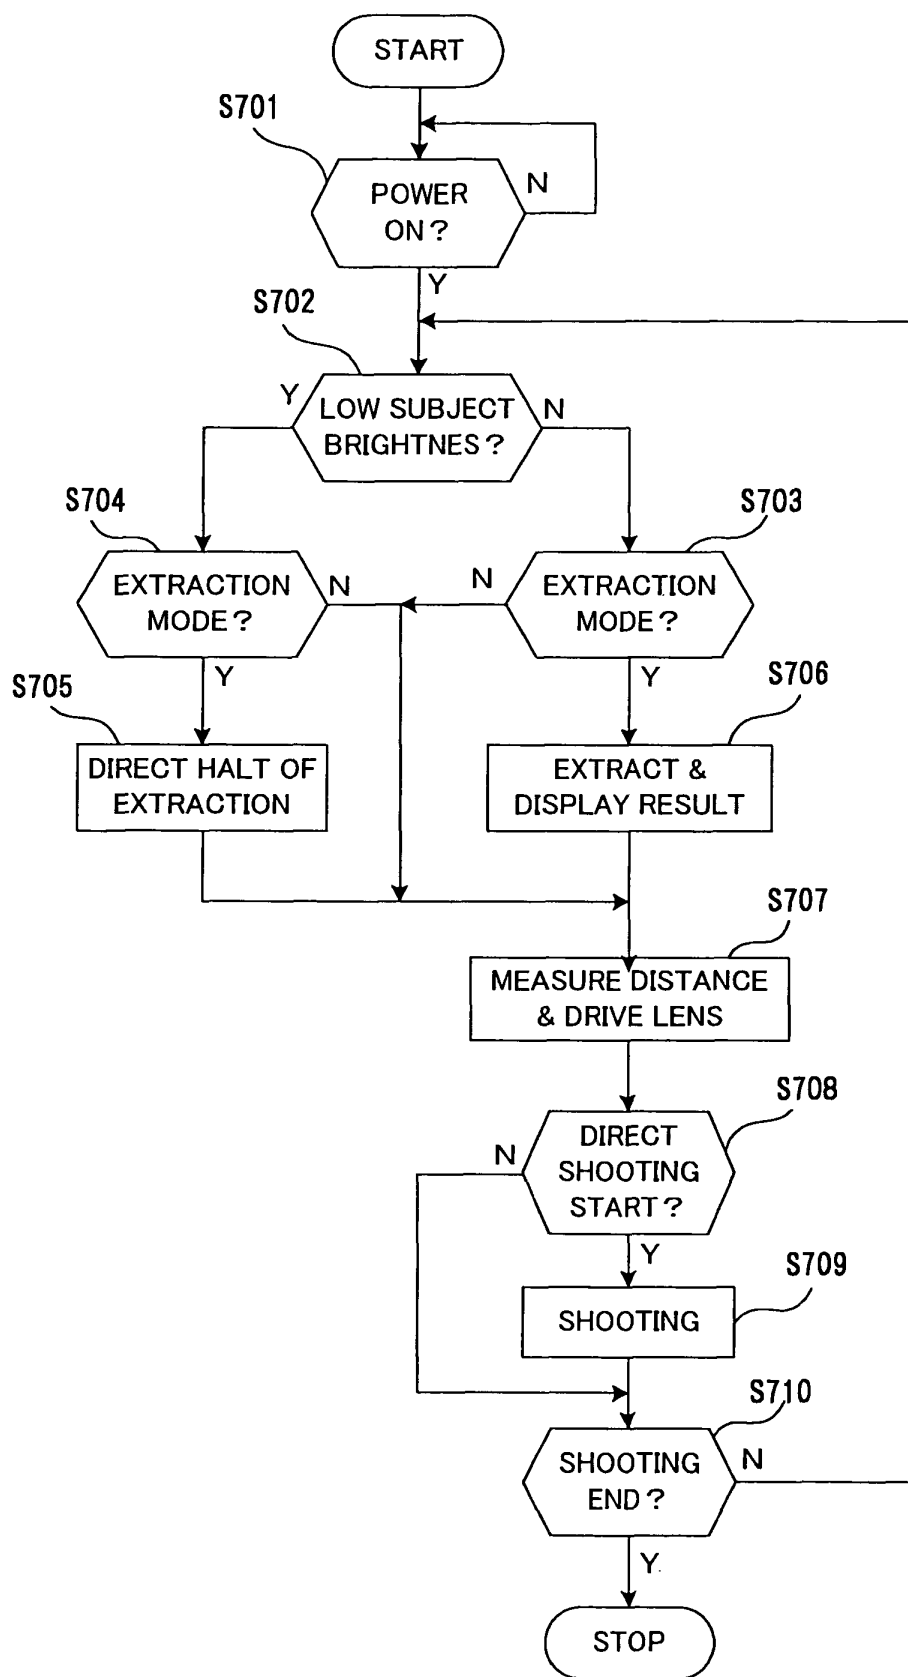 START
S701
POWER
ON?
N
Y
S702
Y
LOW SUBJECT
BRIGHTNES?
N
S704
S703
EXTRACTION
MODE?
N
N
EXTRACTION
MODE?
Y
Y
S705
S706
DIRECT HALT OF
EXTRACTION
EXTRACT &
DISPLAY RESULT
S707
MEASURE DISTANCE
& DRIVE LENS
S708
N
DIRECT
SHOOTING
START?
Y
S709
SHOOTING
S710
SHOOTING
END?
N
Y
STOP